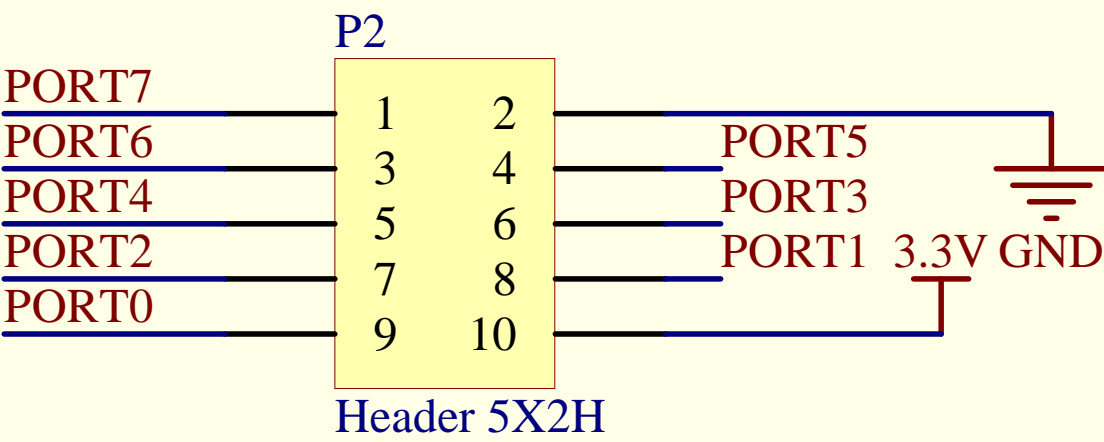 P2
PORT7
1 2
PORT6 PORT5
3 4
PORT4 PORT3
5 6
PORT2 PORT1 3.3V GND
7 8
PORT0
9 10
Header 5X2H